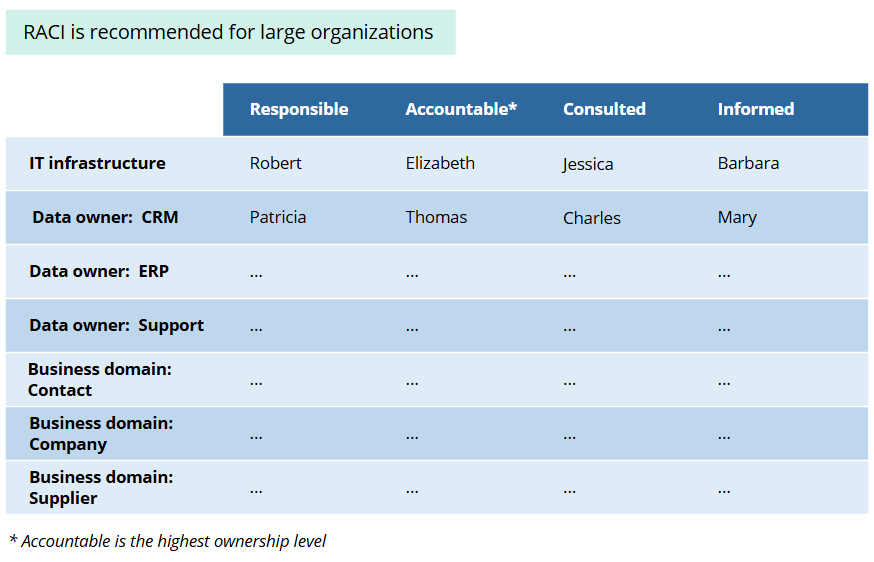 RACI is recommended for large organizations
Responsible Accountable* Consulted Informed
IT infrastructure Robert Elizabeth Jessica Barbara
Data owner: CRM Patricia Thomas Charles Mary
Data owner: ERP ... ... ... ...
Data owner: Support ... ... ... ...
Business domain:
Contact ... ... ... ...
Business domain:
Company ... ... ... ...
Business domain:
Supplier ... ... ... ...
* Accountable is the highest ownership level